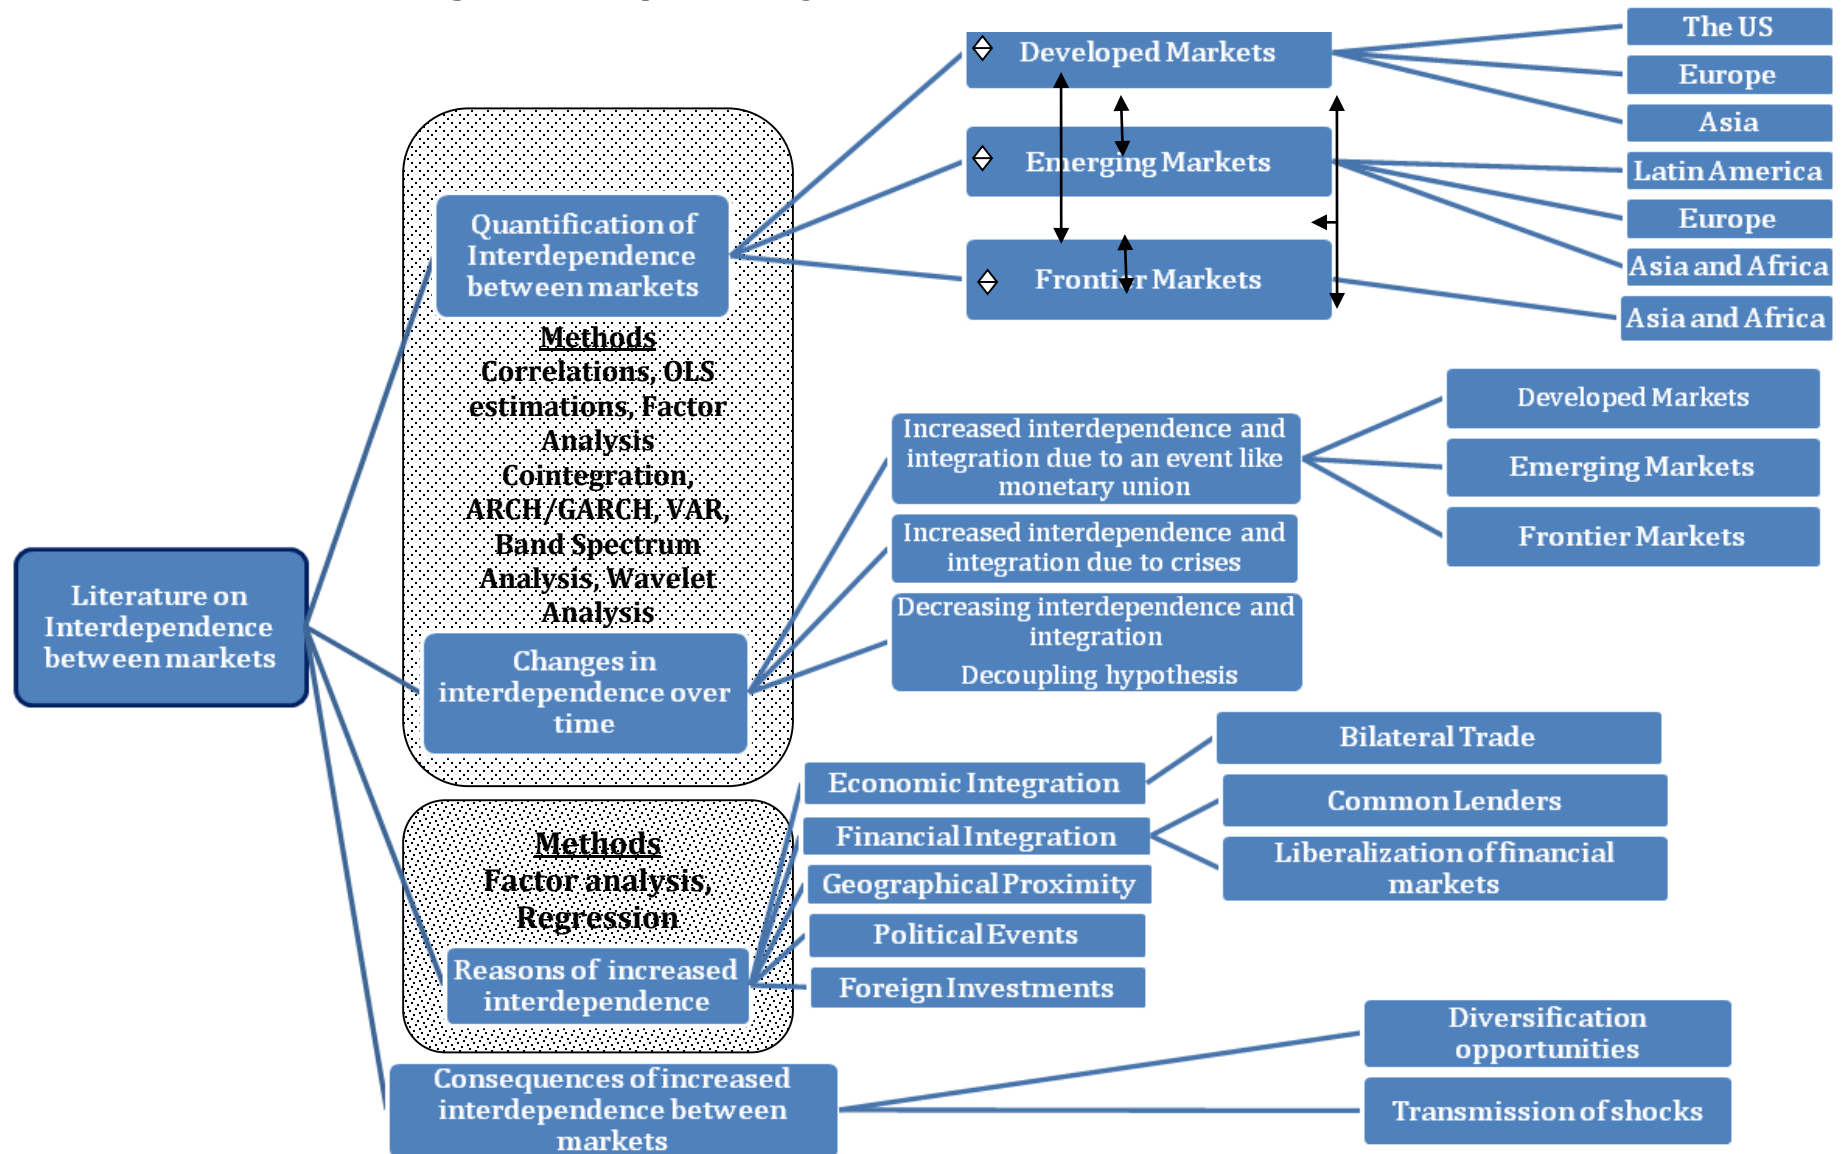 Literature on
Interdependence
between markets
Quantification of
Interdependence
between markets
Methods
Correlations, OLS
estimations, Factor
Analysis
Cointegration,
ARCH/GARCH, VAR,
Band Spectrum
Analysis, Wavelet
Analysis
Changes in
interdependence over
time
Methods
Factor analysis,
Regression
Reasons of increased
interdependence
Consequences of increased
interdependence between
markets
Developed Markets
Emerging Markets
Frontier Markets
The US
Europe
Asia
Latin America
Europe
Asia and Africa
Asia and Africa
Increased interdependence and
integration due to an event like
monetary union
Increased interdependence and
integration due to crises
Decreasing interdependence and
integration
Decoupling hypothesis
Developed Markets
Emerging Markets
Frontier Markets
Economic Integration
Financial Integration
Geographical Proximity
Political Events
Foreign Investments
Bilateral Trade
Common Lenders
Liberalization of financial
markets
Diversification
opportunities
Transmission of shocks